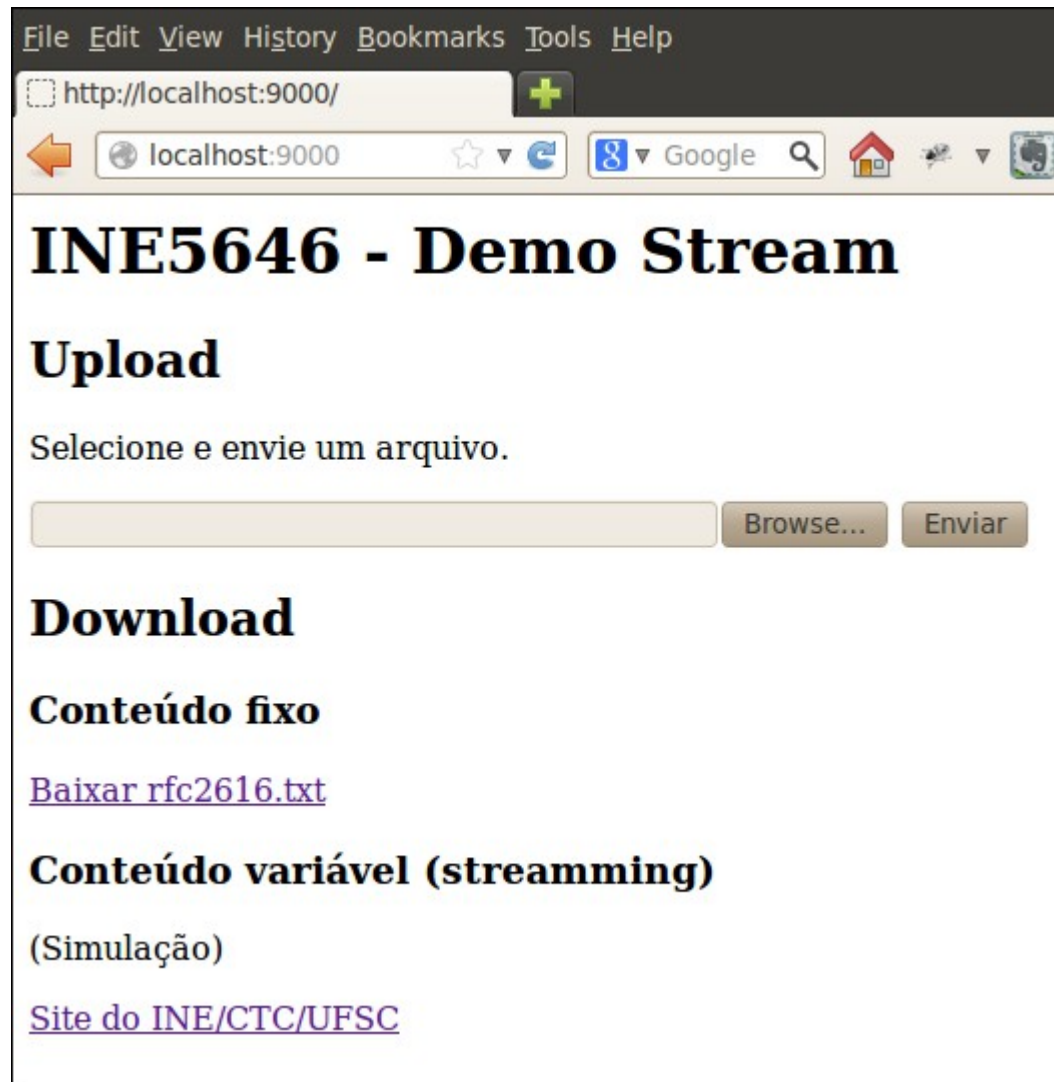 File Edit View History Bookmarks Tools Help
http://localhost:9000/
localhost:9000 Google
INE5646 - Demo Stream
Upload
Selecione e envie um arquivo.
Browse... Enviar
Download
Conteúdo fixo
Baixar rfc2616.txt
Conteúdo variável (streamming)
(Simulação)
Site do INE/CTC/UFSC